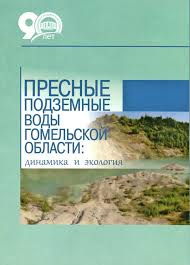 90
лет
ПРЕСНЫЕ
ПОДЗЕМНЫЕ
ВОДЫ
ГОМЕЛЬСКОЙ
ОБЛАСТИ:
динамика и экология